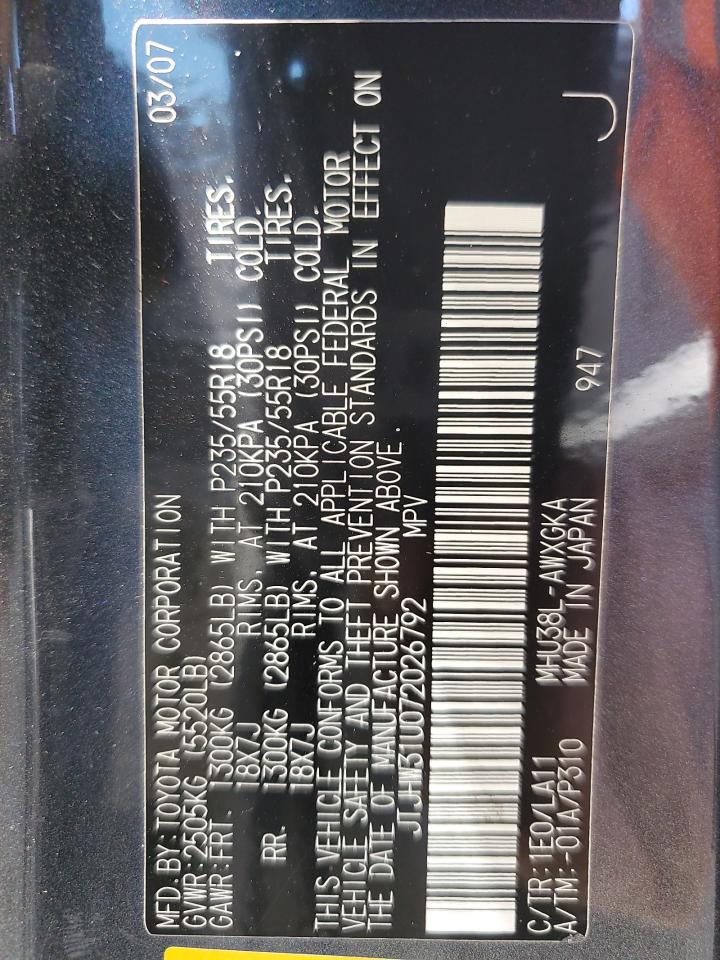 MFD.BY:TOYOTA MOTOR CORPORATION 03/07
GVWR:2505KG (5520LB)
GAWR:FRT. 1300KG (2865LB) WITH P235/55R18 TIRES.
18X7J RIMS, AT 210KPA (30PSI) COLD.
RR. 1300KG (2865LB) WITH P235/55R18 TIRES.
18X7J RIMS, AT 210KPA (30PSI) COLD.
THIS VEHICLE CONFORMS TO ALL APPLICABLE FEDERAL MOTOR
VEHICLE SAFETY AND THEFT PREVENTION STANDARDS IN EFFECT ON
THE DATE OF MANUFACTURE SHOWN ABOVE.
JTJHW31U072026792 MPV
C/TR:1E0/LA11 MHU38L-AWXGKA
A/TM:-01A/P310 MADE IN JAPAN 947 J